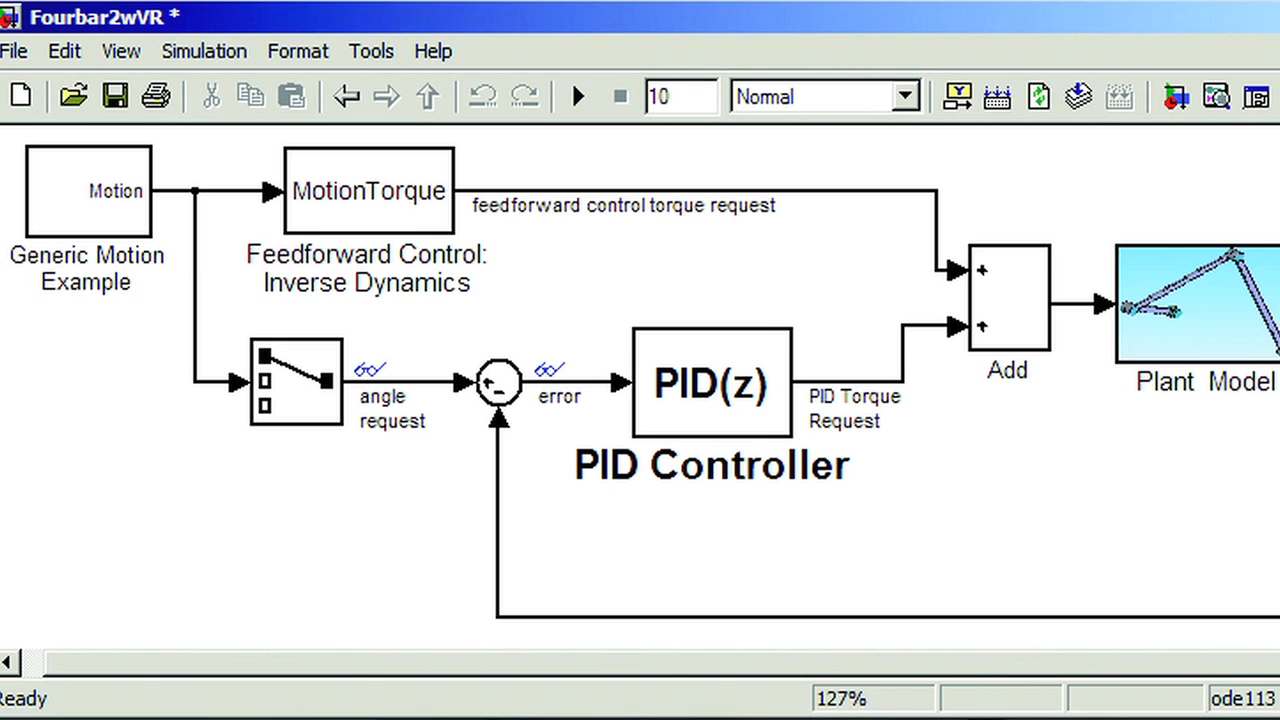 Fourbar2wVR *
File Edit View Simulation Format Tools Help
10 Normal
Motion
MotionTorque
feedforward control torque request
Generic Motion
Example
Feedforward Control:
Inverse Dynamics
+
+
Add
Plant Model
angle
request
+
-
error
PID(z)
PID Torque
Request
PID Controller
Ready 127% ode113